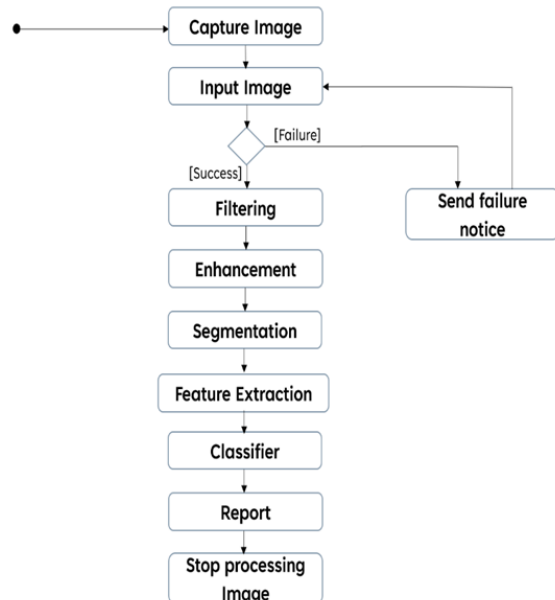 Capture Image
Input Image
[Failure]
[Success]
Send failure
notice
Filtering
Enhancement
Segmentation
Feature Extraction
Classifier
Report
Stop processing
Image